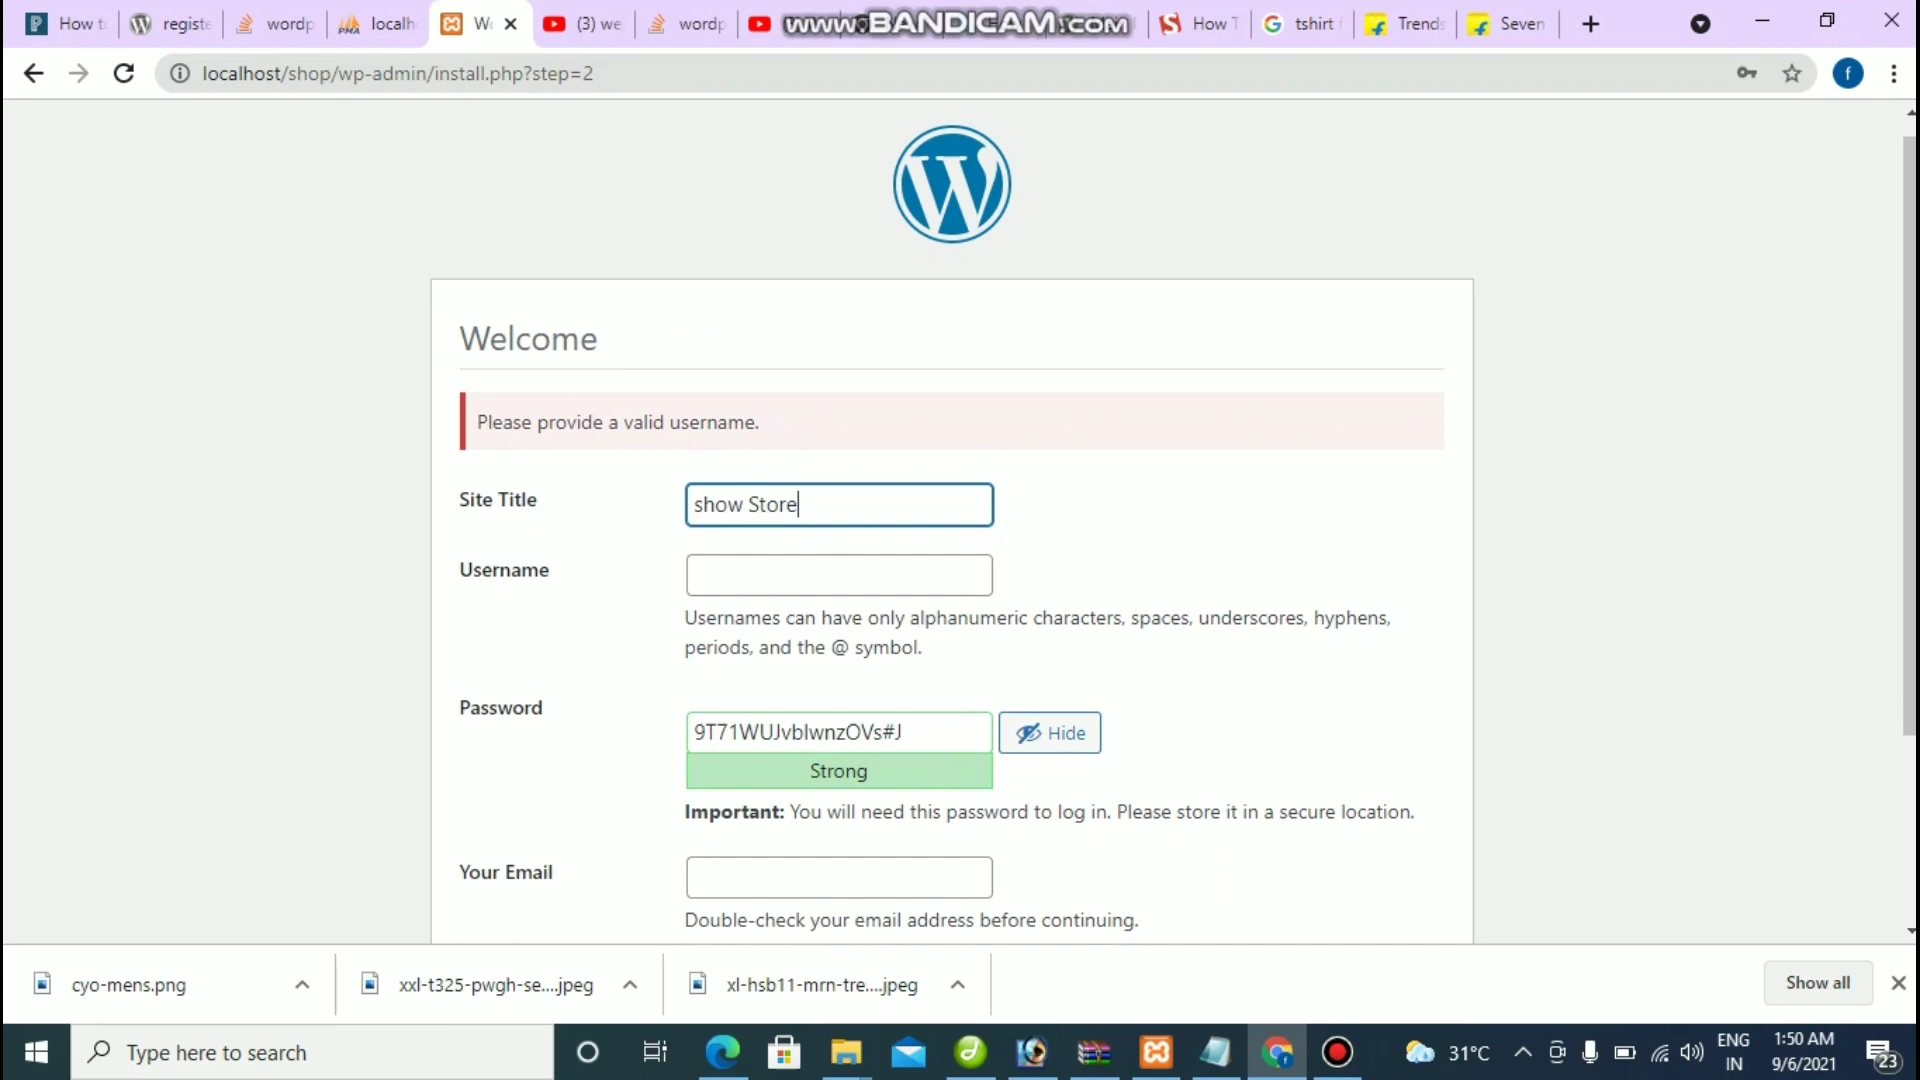 How to
registe
wordp
localh
Wo
(3) we
wordp
www.BANDICAM.com
How T
tshirt
Trends
Seven
localhost/shop/wp-admin/install.php?step=2
f
Welcome
Please provide a valid username.
Site Title
show Store
Username
Usernames can have only alphanumeric characters, spaces, underscores, hyphens,
periods, and the @ symbol.
Password
9T71WUJvblwnzOVs#J
Hide
Strong
Important: You will need this password to log in. Please store it in a secure location.
Your Email
Double-check your email address before continuing.
cyo-mens.png
xxl-t325-pwgh-se....jpeg
xl-hsb11-mrn-tre....jpeg
Show all
Type here to search
31°C
ENG
IN
1:50 AM
9/6/2021
23